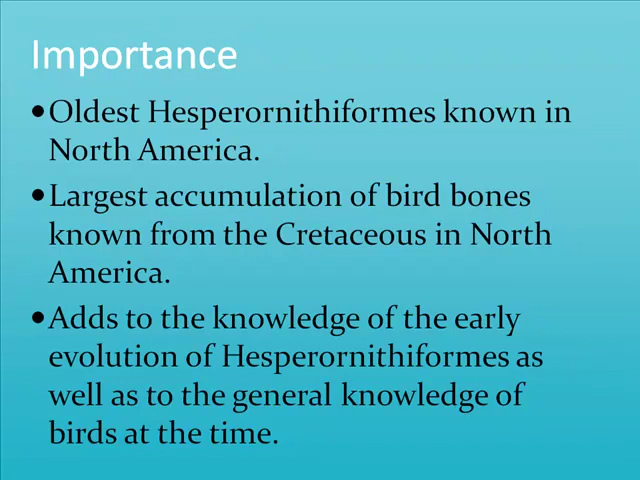 Importance
•Oldest Hesperornithiformes known in
North America.
•Largest accumulation of bird bones
known from the Cretaceous in North
America.
•Adds to the knowledge of the early
evolution of Hesperornithiformes as
well as to the general knowledge of
birds at the time.